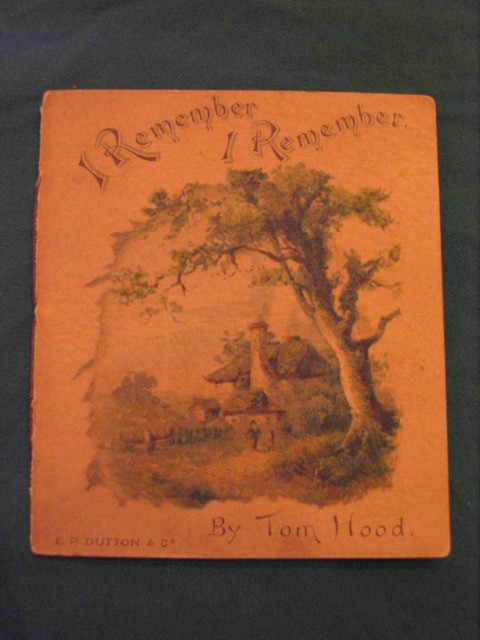 I Remember
I Remember.
By Tom Hood.
E. P. DUTTON & Co